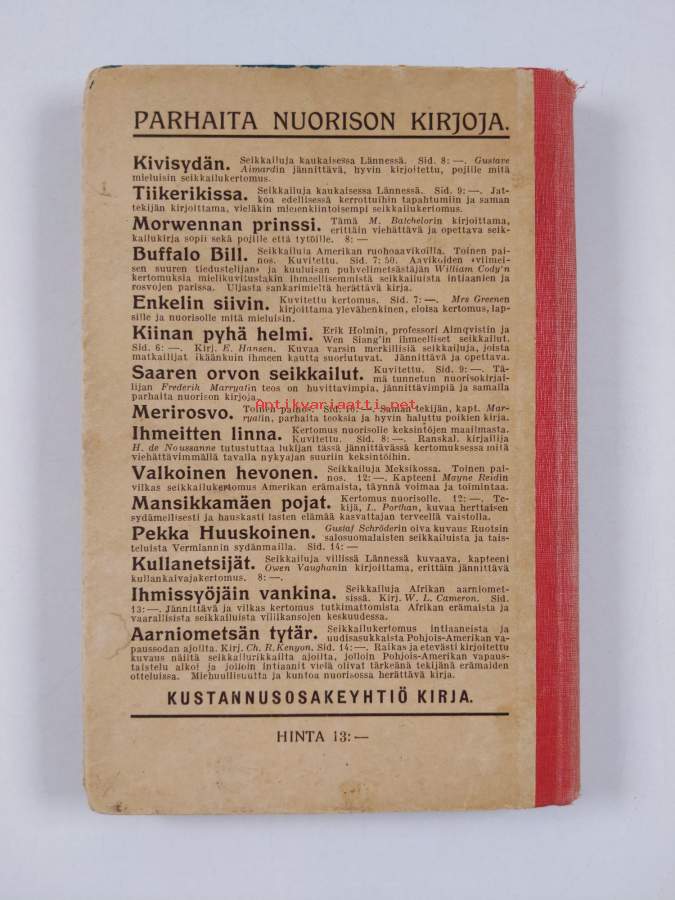 PARHAITA NUORISON KIRJOJA.
Kivisydän. Seikkailuja kaukaisessa Lännessä. Sid. 8: —. Gustave
Aimardin jännittävä, hyvin kirjoitettu, pojille mitä
mieluisin seikkailukertomus.
Tiikerikissa. Seikkailuja kaukaisessa Lännessä. Sid. 9: —. Jat-
koa edellisessä kerrottuihin tapahtumiin ja saman
tekijän kirjoittama, vieläkin mielenkiintoisempi seikkailukertomus.
Morwennan prinssi. Tämä M. Batchelorin kirjoittama,
erittäin viehättävä ja opettava seik-
kailukirja sopii sekä pojille että tytöille. 8: —
Buffalo Bill. Seikkailuja Amerikan ruohoaavikoilla. Toinen pai-
nos. Kuvitettu. Sid. 7: 50. Aavikoiden »viimei-
sen suuren tiedustelijan» ja kuuluisan puhvelimetsästäjän William Cody'n
kertomuksia mielikuvitustakin ihmeellisemmistä seikkailuista intiaanien ja
rosvojen parissa. Uljasta sankarimieltä herättävä kirja.
Enkelin siivin. Kuvitettu kertomus. Sid. 7: —. Mrs Greenen
kirjoittama ylevähenkinen, eloisa kertomus, lap-
sille ja nuorisolle mitä mieluisin.
Kiinan pyhä helmi. Erik Holmin, professori Almqvistin ja
Wen Siang'in ihmeelliset seikkailut.
Sid. 6: —. Kirj. E. Hansen. Kuvaa varsin merkillisiä seikkailuja, joista
matkailijat ikäänkuin ihmeen kautta suoriutuvat. Jännittävä ja opettava.
Saaren orvon seikkailut. Kuvitettu. Sid. 9: —. Tä-
mä tunnetun nuorisokirjai-
lijan Frederik Marryatin teos on huvittavimpia, jännittävimpiä ja samalla
parhaita nuorison kirjoja.
Antikvariaatti.net
Merirosvo. Toinen painos. Sid. 10: —. Saman tekijän, kapt. Mar-
ryatin, parhaita teoksia ja hyvin haluttu poikien kirja.
Ihmeitten linna. Kertomus nuorisolle keksintöjen maailmasta.
Kuvitettu. Sid. 8: —. Ranskal. kirjailija
H. de Noussanne tutustuttaa lukijan tässä jännittävässä kertomuksessa mitä
viehättävimmällä tavalla nykyajan suuriin keksintöihin.
Valkoinen hevonen. Seikkailuja Meksikossa. Toinen pai-
nos. 12: —. Kapteeni Mayne Reidin
vilkas seikkailukertomus Amerikan erämaista, täynnä voimaa ja toimintaa.
Mansikkamäen pojat. Kertomus nuorisolle. 12: —. Te-
kijä, L. Porthan, kuvaa herttaisen
sydämellisesti ja hauskasti lasten elämää kasvattajan terveellä vaistolla.
Pekka Huuskoinen. Gustaf Schröderin oiva kuvaus Ruotsin
salosuomalaisten seikkailuista ja tais-
teluista Vermlannin sydänmailla. Sid. 14: —
Kullanetsijät. Seikkailuja villissä Lännessä kuvaava, kapteeni
Owen Vaughanin kirjoittama, erittäin jännittävä
kullankaivajakertomus. 8: —.
Ihmissyöjäin vankina. Seikkailuja Afrikan aarniomet-
sissä. Kirj. W. L. Cameron. Sid.
13: —. Jännittävä ja vilkas kertomus tutkimattomista Afrikan erämaista ja
vaarallisista seikkailuista villikansojen keskuudessa.
Aarniometsän tytär. Seikkailukertomus intiaaneista ja
uudisasukkaista Pohjois-Amerikan va-
paussodan ajoilta. Kirj. Ch. R. Kenyon. Sid. 14: —. Raikas ja etevästi kirjoitettu
kuvaus näiltä seikkailurikkailta ajoilta, jolloin Pohjois-Amerikan vapaus-
taistelu alkoi ja jolloin intiaanit vielä olivat tärkeänä tekijänä erämaiden
otteluissa. Miehuullisuutta ja kuntoa nuorisossa herättävä kirja.
KUSTANNUSOSAKEYHTIÖ KIRJA.
HINTA 13: —